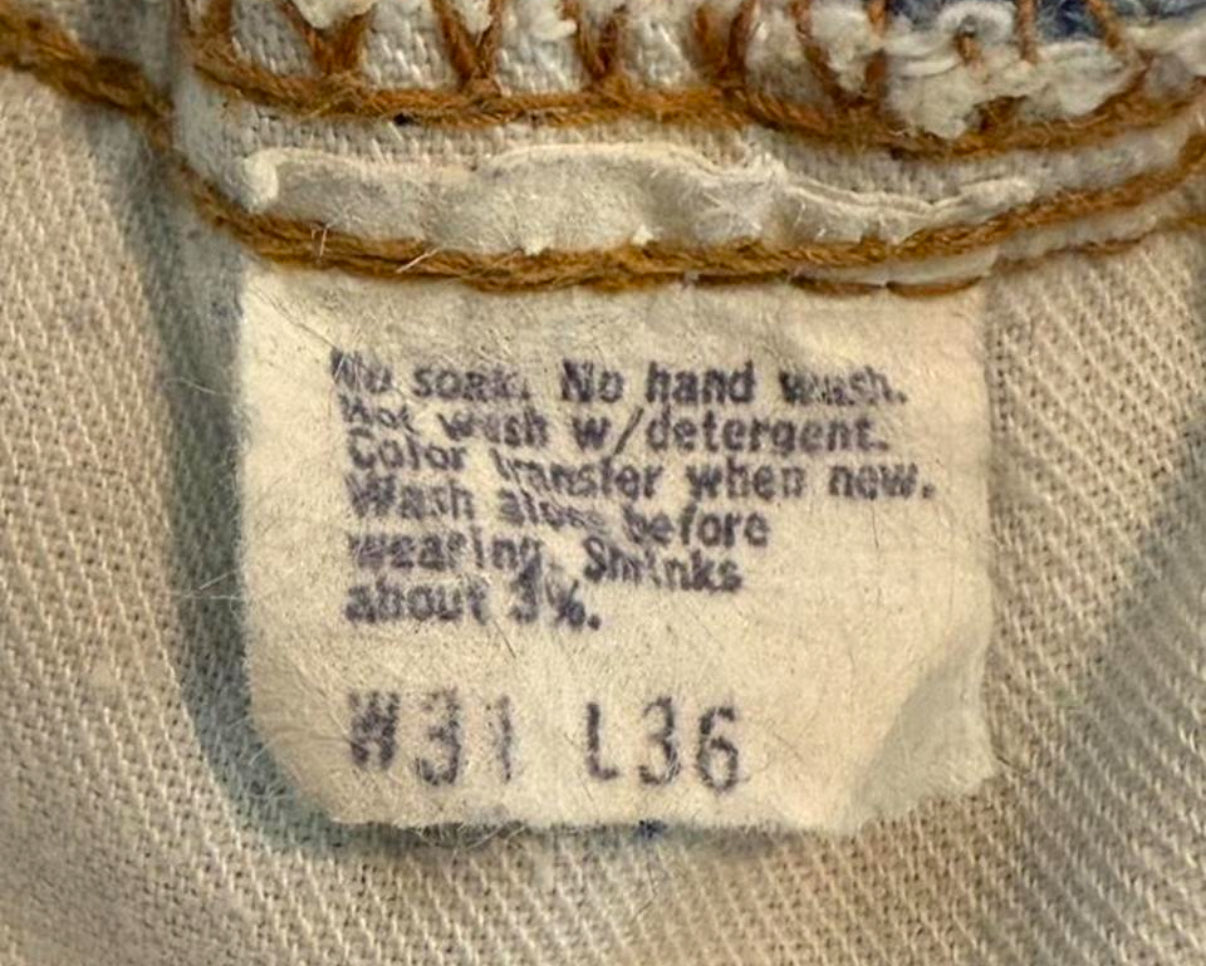 No soak. No hand wash.
Hot wash w/detergent.
Color transfer when new.
Wash alone before
wearing. Shrinks
about 3%.
W31 L36